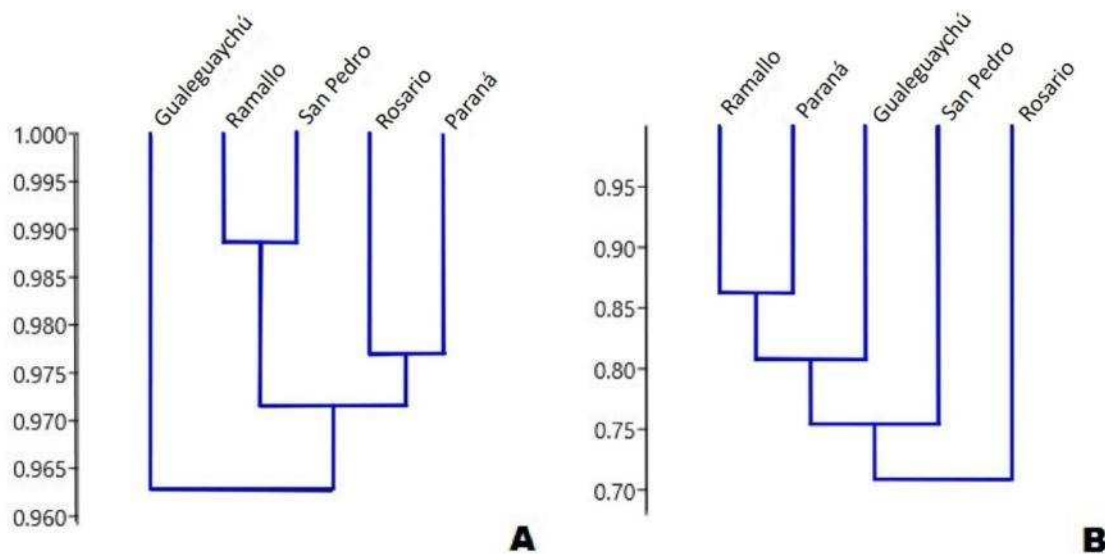 Gualeguaychú
Ramallo
San Pedro
Rosario
Paraná
1.000
0.995
0.990
0.985
0.980
0.975
0.970
0.965
0.960
A
Ramallo
Paraná
Gualeguaychú
San Pedro
Rosario
0.95
0.90
0.85
0.80
0.75
0.70
B